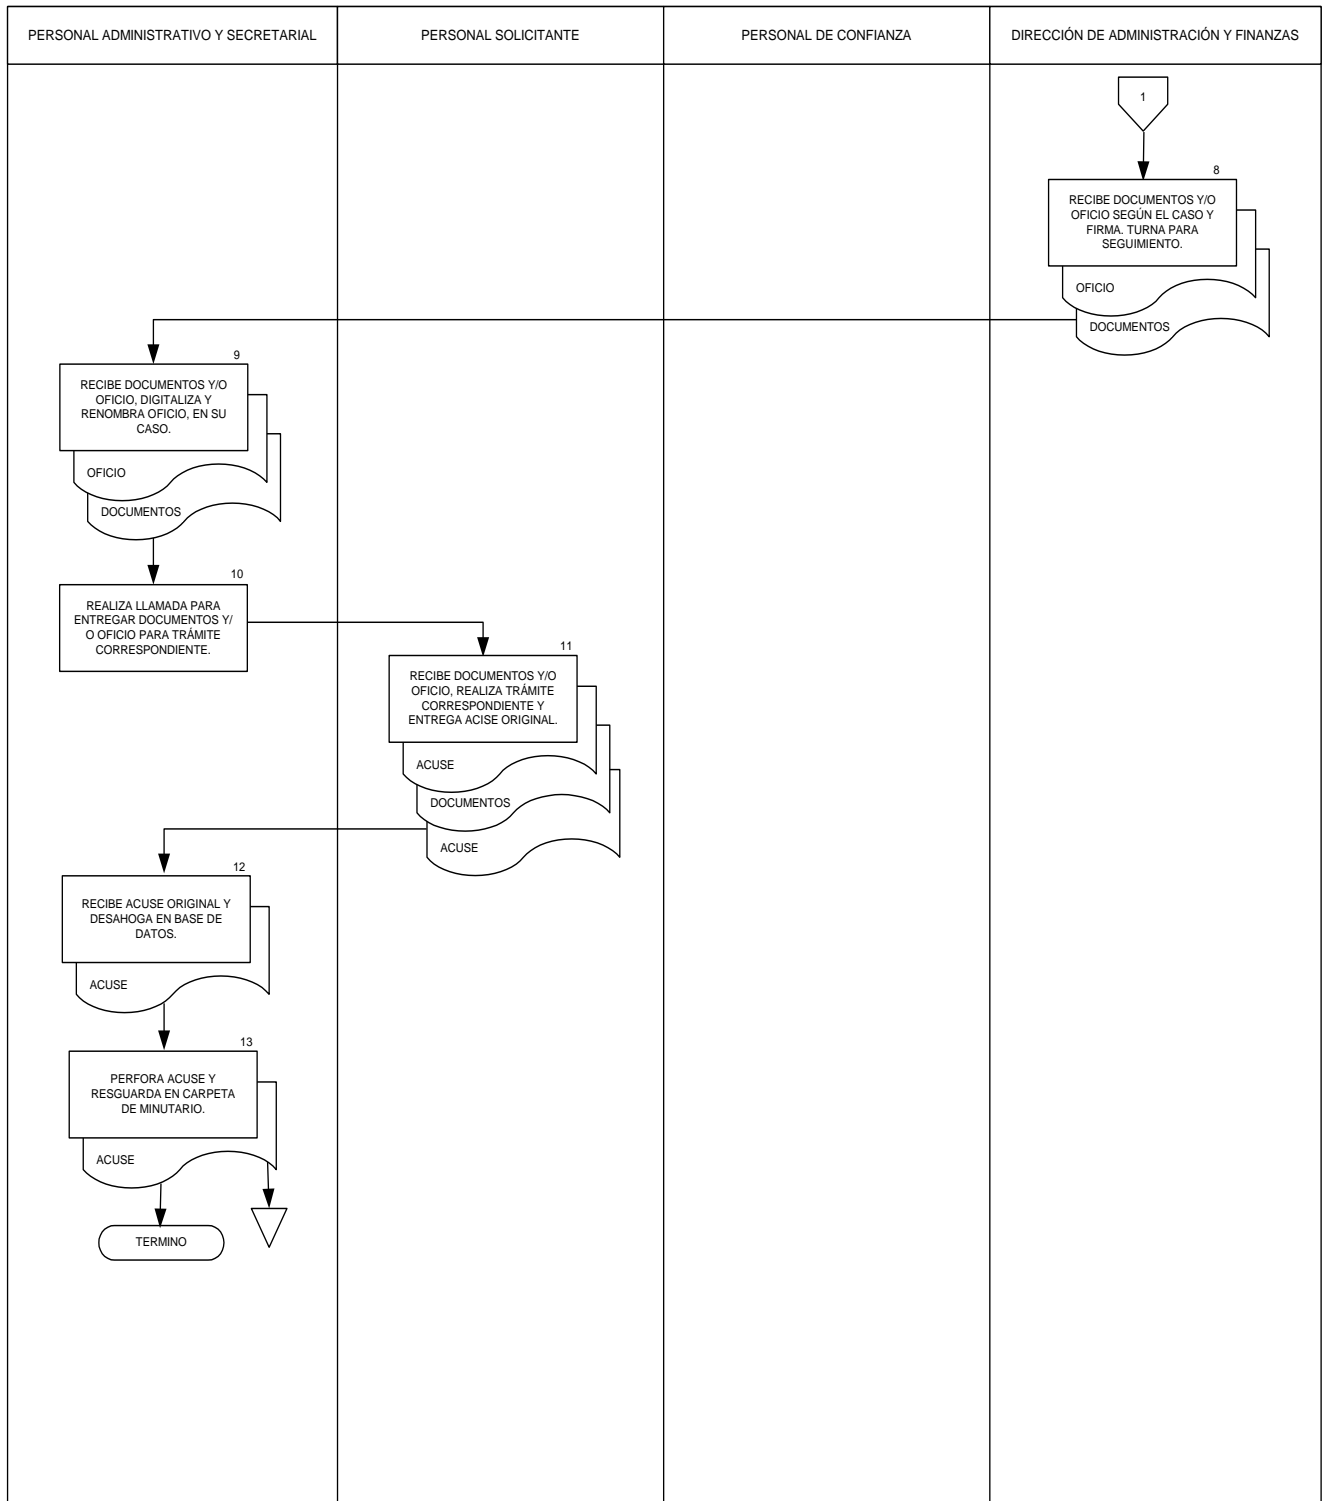 PERSONAL ADMINISTRATIVO Y SECRETARIAL
PERSONAL SOLICITANTE
PERSONAL DE CONFIANZA
DIRECCIÓN DE ADMINISTRACIÓN Y FINANZAS
1
8
RECIBE DOCUMENTOS Y/O
OFICIO SEGÚN EL CASO Y
FIRMA. TURNA PARA
SEGUIMIENTO.
OFICIO
DOCUMENTOS
9
RECIBE DOCUMENTOS Y/O
OFICIO, DIGITALIZA Y
RENOMBRA OFICIO, EN SU
CASO.
OFICIO
DOCUMENTOS
10
REALIZA LLAMADA PARA
ENTREGAR DOCUMENTOS Y/
O OFICIO PARA TRÁMITE
CORRESPONDIENTE.
11
RECIBE DOCUMENTOS Y/O
OFICIO, REALIZA TRÁMITE
CORRESPONDIENTE Y
ENTREGA ACISE ORIGINAL.
ACUSE
DOCUMENTOS
ACUSE
12
RECIBE ACUSE ORIGINAL Y
DESAHOGA EN BASE DE
DATOS.
ACUSE
13
PERFORA ACUSE Y
RESGUARDA EN CARPETA
DE MINUTARIO.
ACUSE
TERMINO